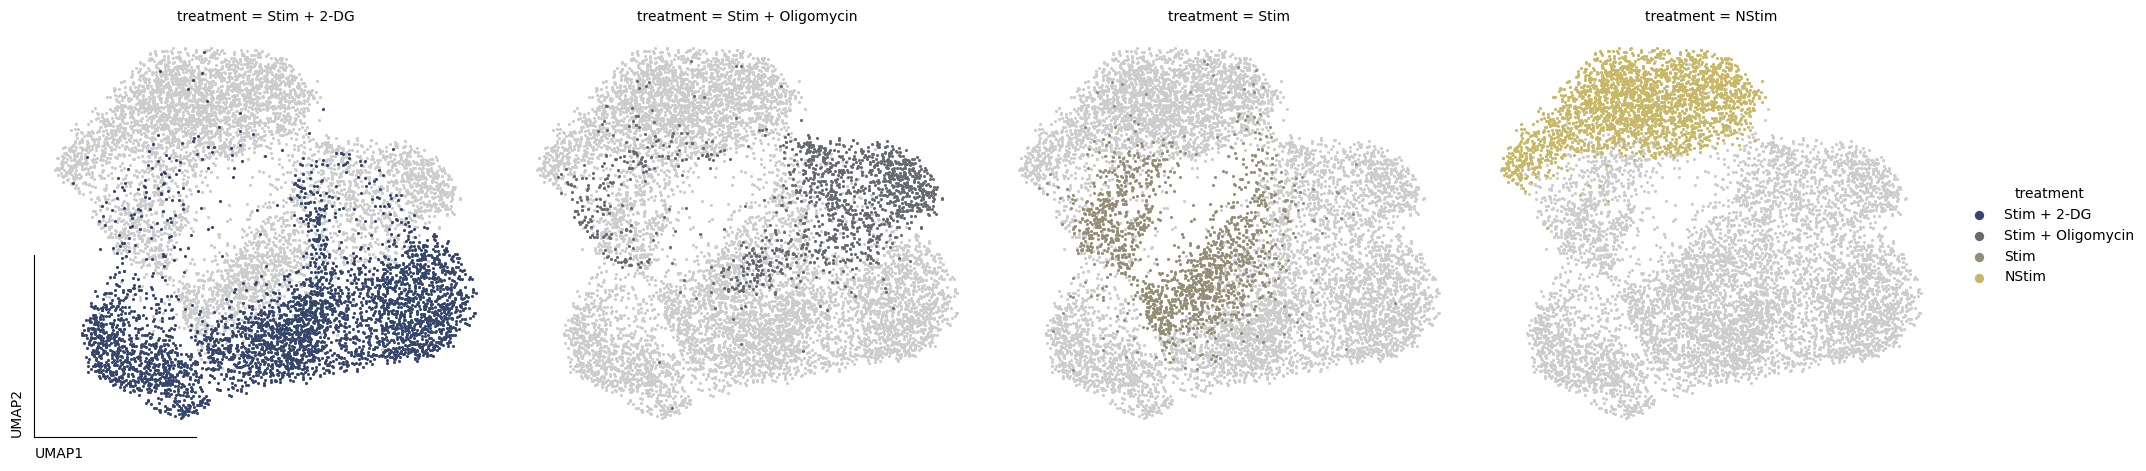 treatment = Stim + 2-DG
treatment = Stim + Oligomycin
treatment = Stim
treatment = NStim
treatment
Stim + 2-DG
Stim + Oligomycin
Stim
NStim
UMAP2
UMAP1